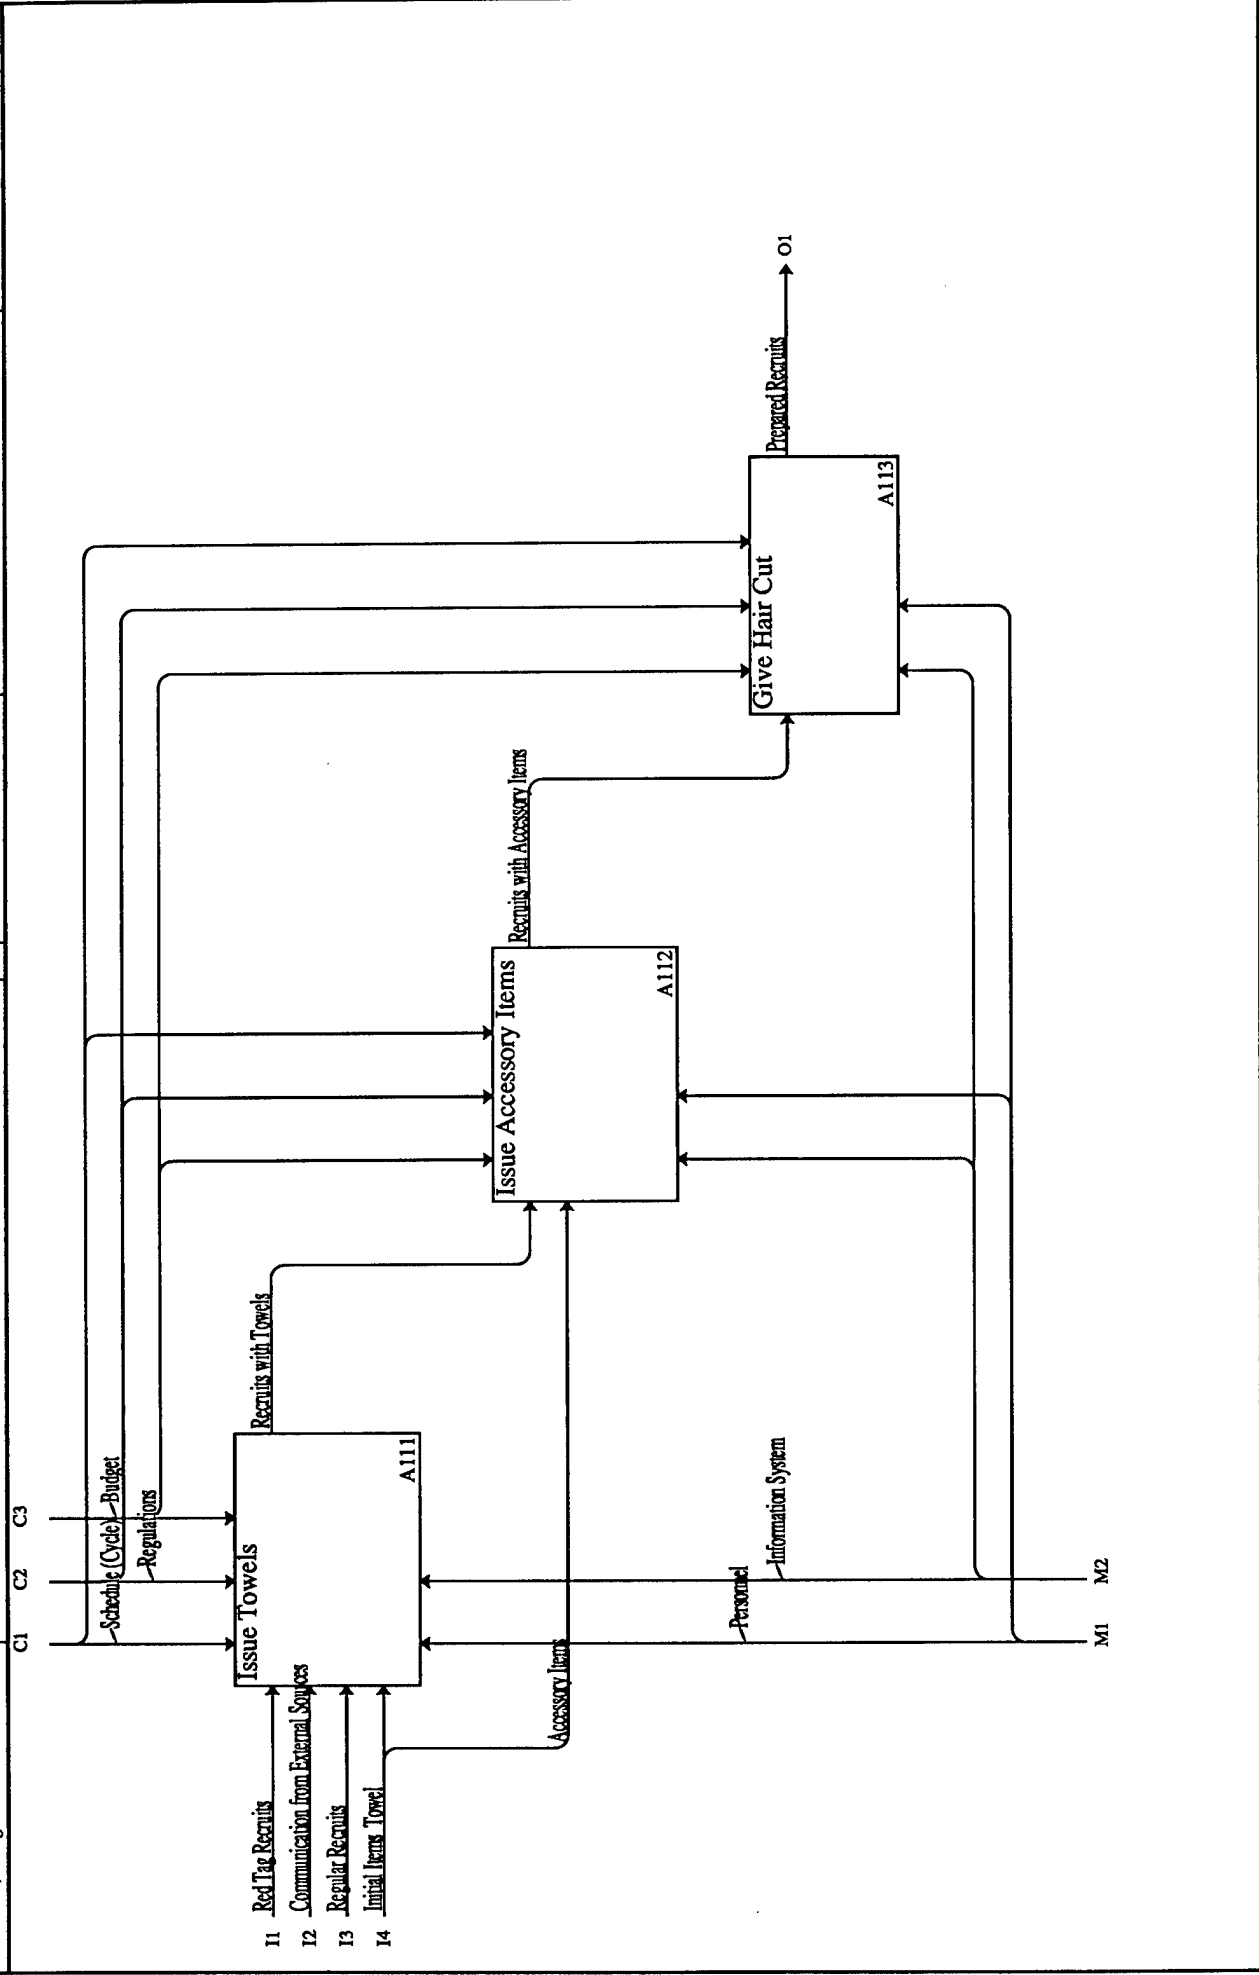 C1
C2
C3
Schedule (Cycle)
Budget
Regulations
I1
Red Tag Recruits
I2
Communication from External Sources
I3
Regular Recruits
I4
Initial Items Towel
Issue Towels
A111
Recruits with Towels
Accessory Items
Issue Accessory Items
A112
Recruits with Accessory Items
Give Hair Cut
A113
Prepared Recruits
O1
Personnel
Information System
M1
M2